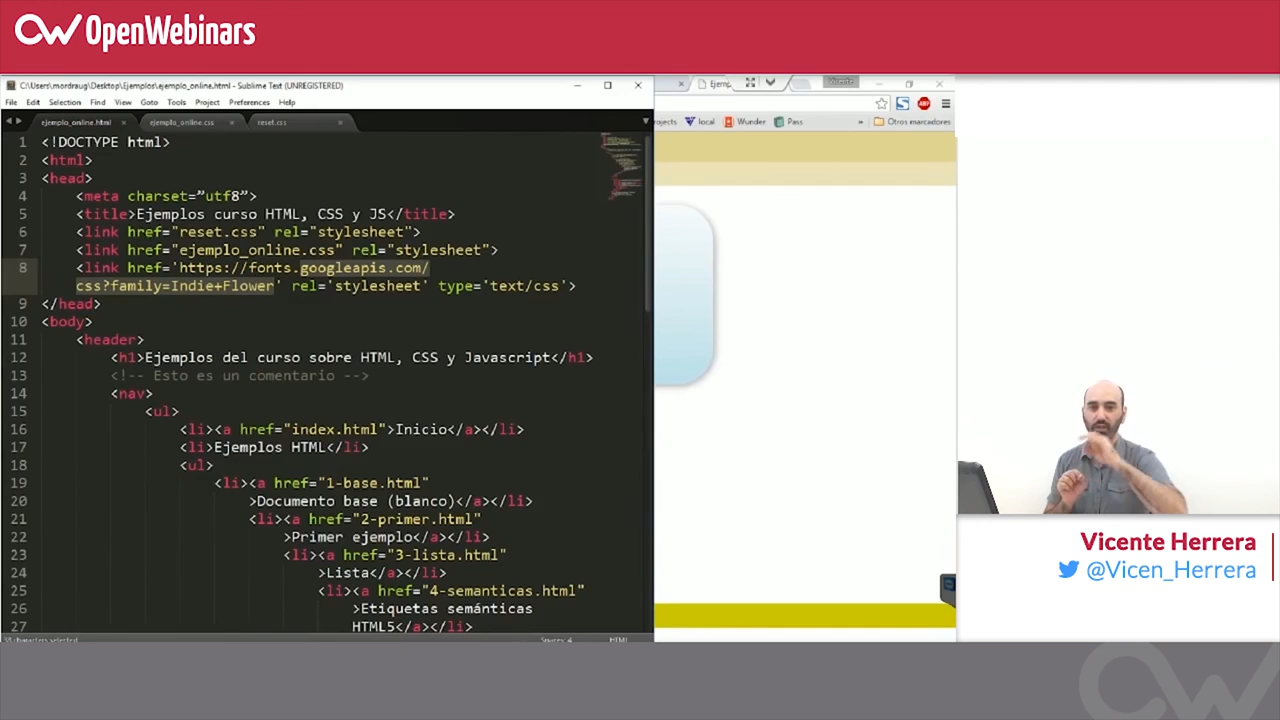 OpenWebinars
C:\Users\mordraug\Desktop\Ejemplos\ejemplo_online.html - Sublime Text (UNREGISTERED)
File Edit Selection Find View Goto Tools Project Preferences Help
ejemplo_online.html
ejemplo_online.css
reset.css
1 <!DOCTYPE html>
2 <html>
3 <head>
4 <meta charset=”utf8”>
5 <title>Ejemplos curso HTML, CSS y JS</title>
6 <link href="reset.css" rel="stylesheet">
7 <link href="ejemplo_online.css" rel="stylesheet">
8 <link href='https://fonts.googleapis.com/
css?family=Indie+Flower' rel='stylesheet' type='text/css'>
9 </head>
10 <body>
11 <header>
12 <h1>Ejemplos del curso sobre HTML, CSS y Javascript</h1>
13 <!-- Esto es un comentario -->
14 <nav>
15 <ul>
16 <li><a href="index.html">Inicio</a></li>
17 <li>Ejemplos HTML</li>
18 <ul>
19 <li><a href="1-base.html"
20 >Documento base (blanco)</a></li>
21 <li><a href="2-primer.html"
22 >Primer ejemplo</a></li>
23 <li><a href="3-lista.html"
24 >Lista</a></li>
25 <li><a href="4-semanticas.html"
26 >Etiquetas semánticas
27 HTML5</a></li>
Ejemp
Vicente
ABP
rojects
local
Wunder
Pass
» Otros marcadores
HTML
Vicente Herrera
@Vicen_Herrera